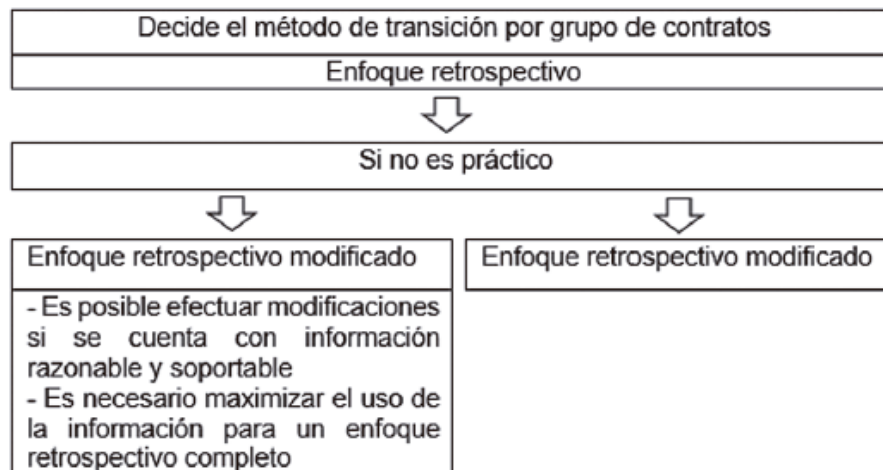 Decide el método de transición por grupo de contratos
Enfoque retrospectivo
Si no es práctico
Enfoque retrospectivo modificado
- Es posible efectuar modificaciones
si se cuenta con información
razonable y soportable
- Es necesario maximizar el uso de
la información para un enfoque
retrospectivo completo
Enfoque retrospectivo modificado